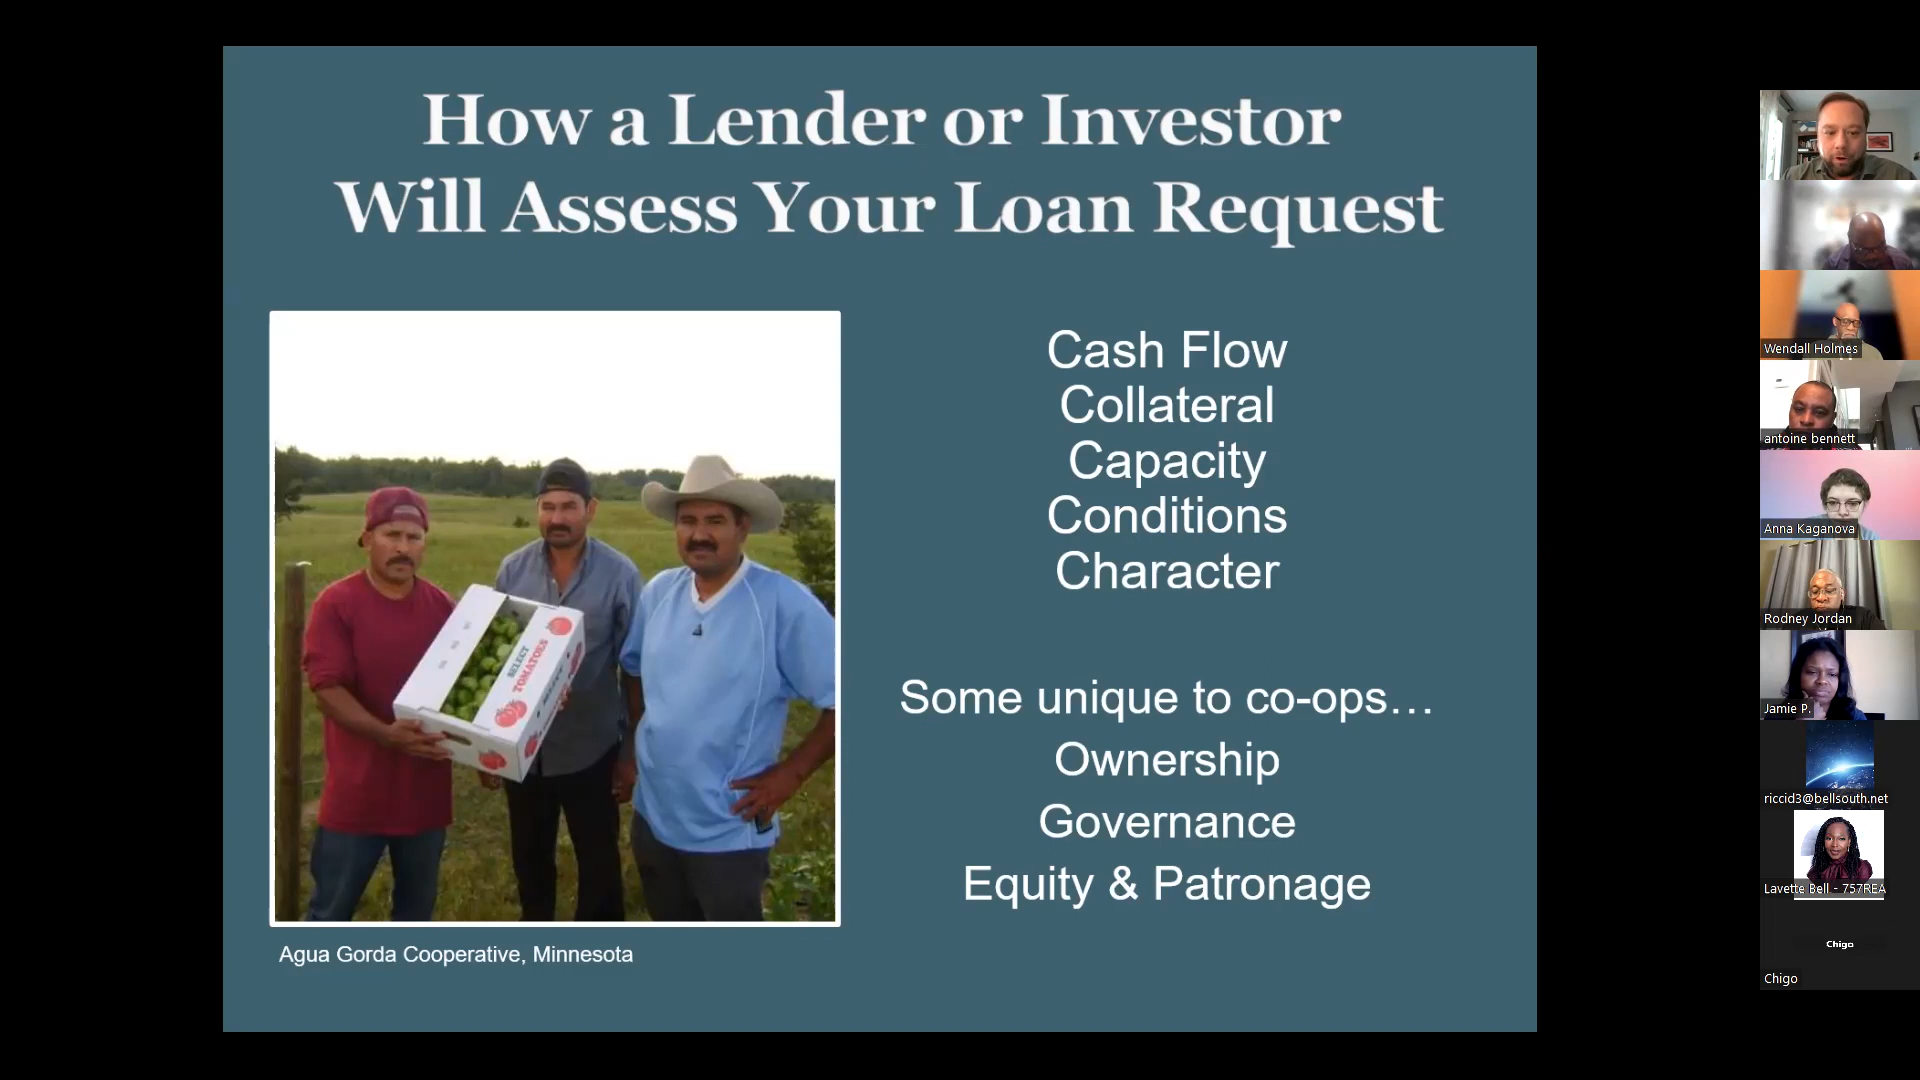 How a Lender or Investor
Will Assess Your Loan Request
Cash Flow
Collateral
Capacity
Conditions
Character
Some unique to co-ops…
Ownership
Governance
Equity & Patronage
SELECT
TOMATOES
Agua Gorda Cooperative, Minnesota
Wendall Holmes
antoine bennett
Anna Kaganova
Rodney Jordan
Jamie P.
riccid3@bellsouth.net
Lavette Bell - 757REA
Chigo
Chigo